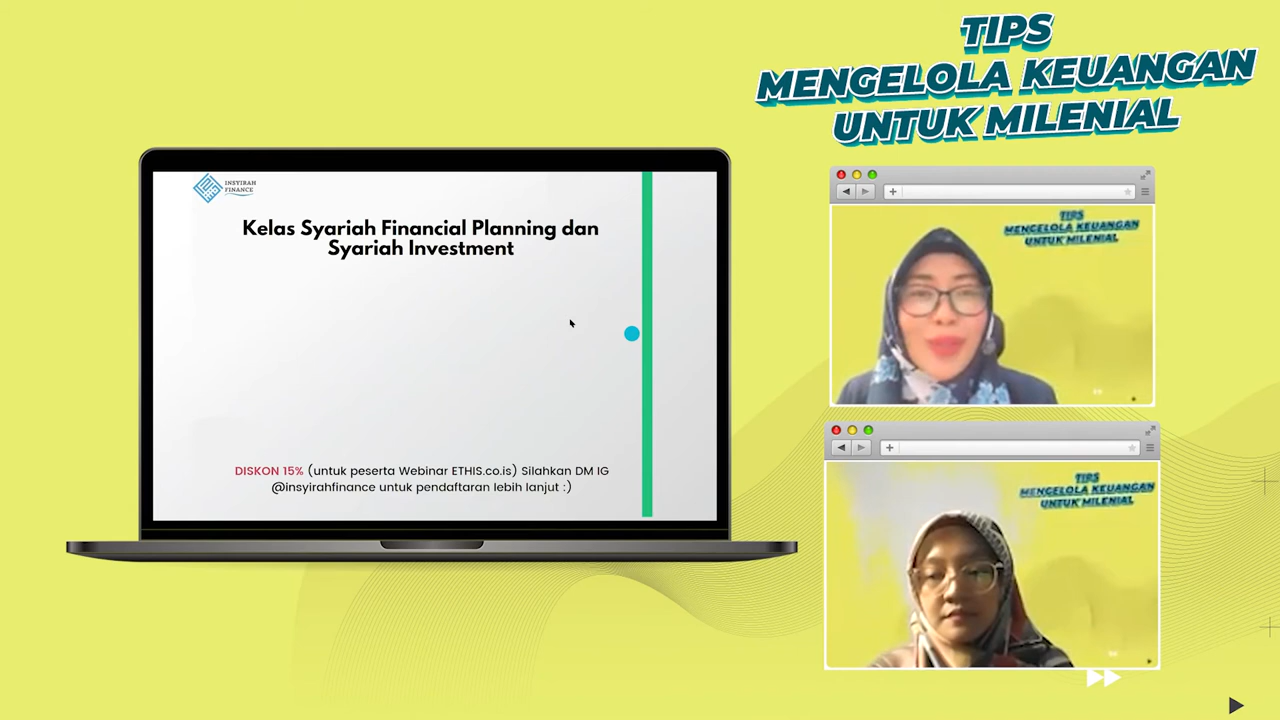 TIPS
MENGELOLA KEUANGAN
UNTUK MILENIAL
INSYIRAH
FINANCE
Kelas Syariah Financial Planning dan
Syariah Investment
DISKON 15% (untuk peserta Webinar ETHIS.co.is) Silahkan DM IG
@insyirahfinance untuk pendaftaran lebih lanjut :)
TIPS
MENGELOLA KEUANGAN
UNTUK MILENIAL
TIPS
MENGELOLA KEUANGAN
UNTUK MILENIAL